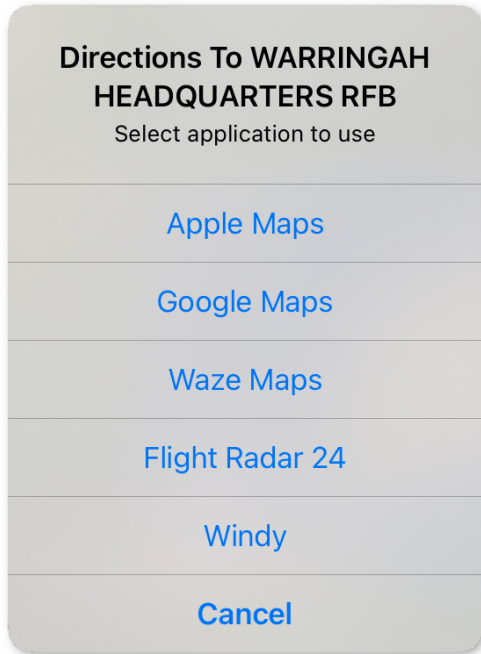 Directions To WARRINGAH
HEADQUARTERS RFB
Select application to use
Apple Maps
Google Maps
Waze Maps
Flight Radar 24
Windy
Cancel